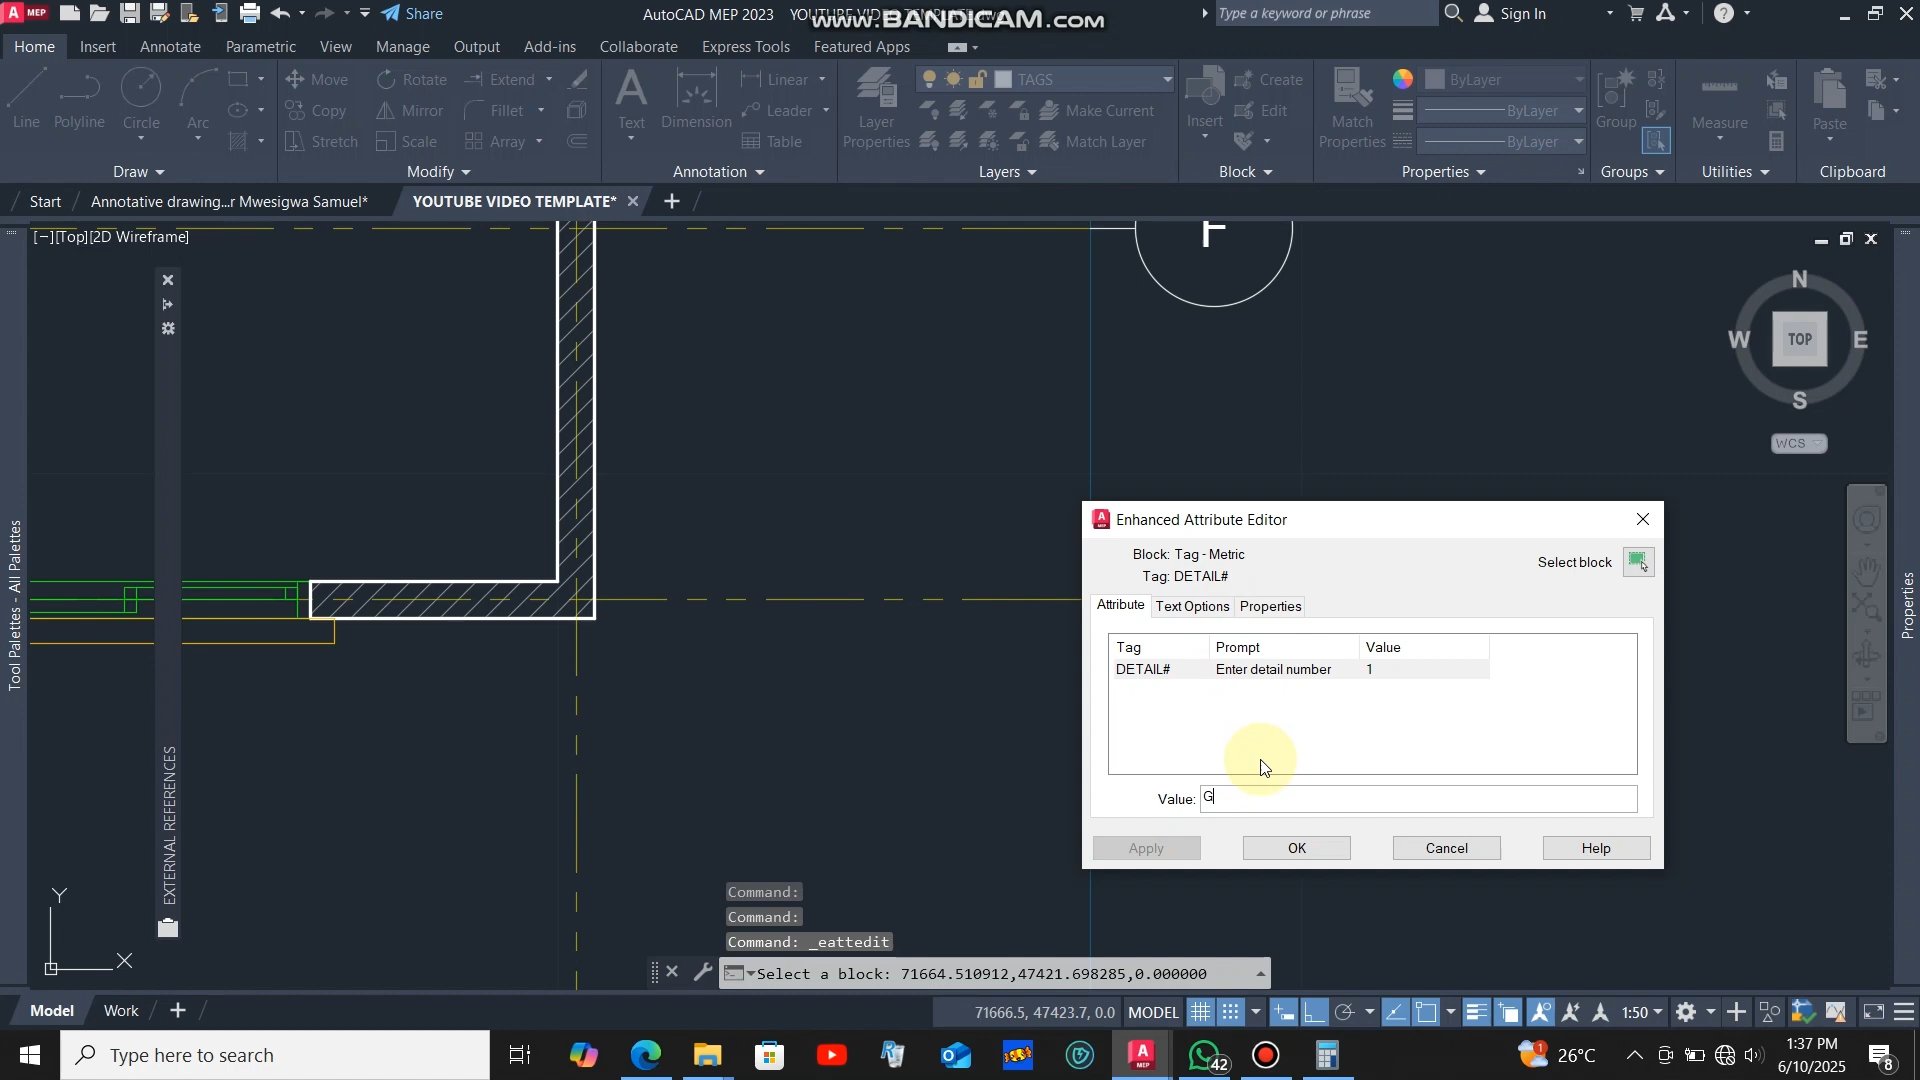 MEP
Share
AutoCAD MEP 2023
www.BANDICAM.com
Type a keyword or phrase
Sign In
Home
Insert
Annotate
Parametric
View
Manage
Output
Add-ins
Collaborate
Express Tools
Featured Apps
Line
Polyline
Circle
Arc
Draw
Move
Rotate
Extend
Copy
Mirror
Fillet
Stretch
Scale
Array
Modify
Text
Dimension
Linear
Leader
Table
Annotation
Layer
Properties
TAGS
Make Current
Match Layer
Layers
Insert
Create
Edit
Block
Match
Properties
ByLayer
ByLayer
ByLayer
Properties
Group
Groups
Measure
Utilities
Paste
Clipboard
Start
Annotative drawing...r Mwesigwa Samuel*
YOUTUBE VIDEO TEMPLATE*
[−][Top][2D Wireframe]
F
N
W
TOP
E
S
WCS
Tool Palettes - All Palettes
EXTERNAL REFERENCES
Properties
Enhanced Attribute Editor
Block: Tag - Metric
Tag: DETAIL#
Select block
Attribute
Text Options
Properties
Tag
Prompt
Value
DETAIL#
Enter detail number
1
Value:
G
Apply
OK
Cancel
Help
Y
X
Command:
Command:
Command: _eattedit
Select a block: 71664.510912,47421.698285,0.000000
Model
Work
71666.5, 47423.7, 0.0
MODEL
1:50
Type here to search
42
26°C
1:37 PM
6/10/2025
8